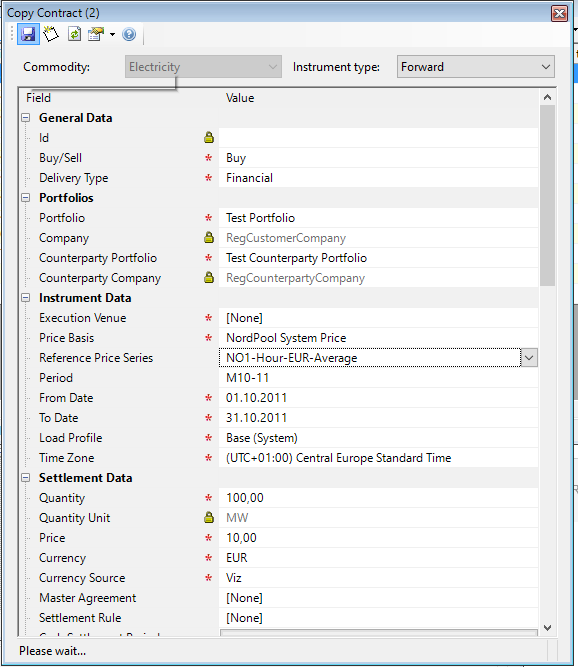 Copy Contract (2)
Commodity: Electricity Instrument type: Forward
Field Value
General Data
Id
Buy/Sell * Buy
Delivery Type * Financial
Portfolios
Portfolio * Test Portfolio
Company RegCustomerCompany
Counterparty Portfolio * Test Counterparty Portfolio
Counterparty Company RegCounterpartyCompany
Instrument Data
Execution Venue * [None]
Price Basis * NordPool System Price
Reference Price Series NO1-Hour-EUR-Average
Period M10-11
From Date * 01.10.2011
To Date * 31.10.2011
Load Profile * Base (System)
Time Zone * (UTC+01:00) Central Europe Standard Time
Settlement Data
Quantity * 100,00
Quantity Unit MW
Price * 10,00
Currency * EUR
Currency Source * Viz
Master Agreement [None]
Settlement Rule [None]
Please wait...